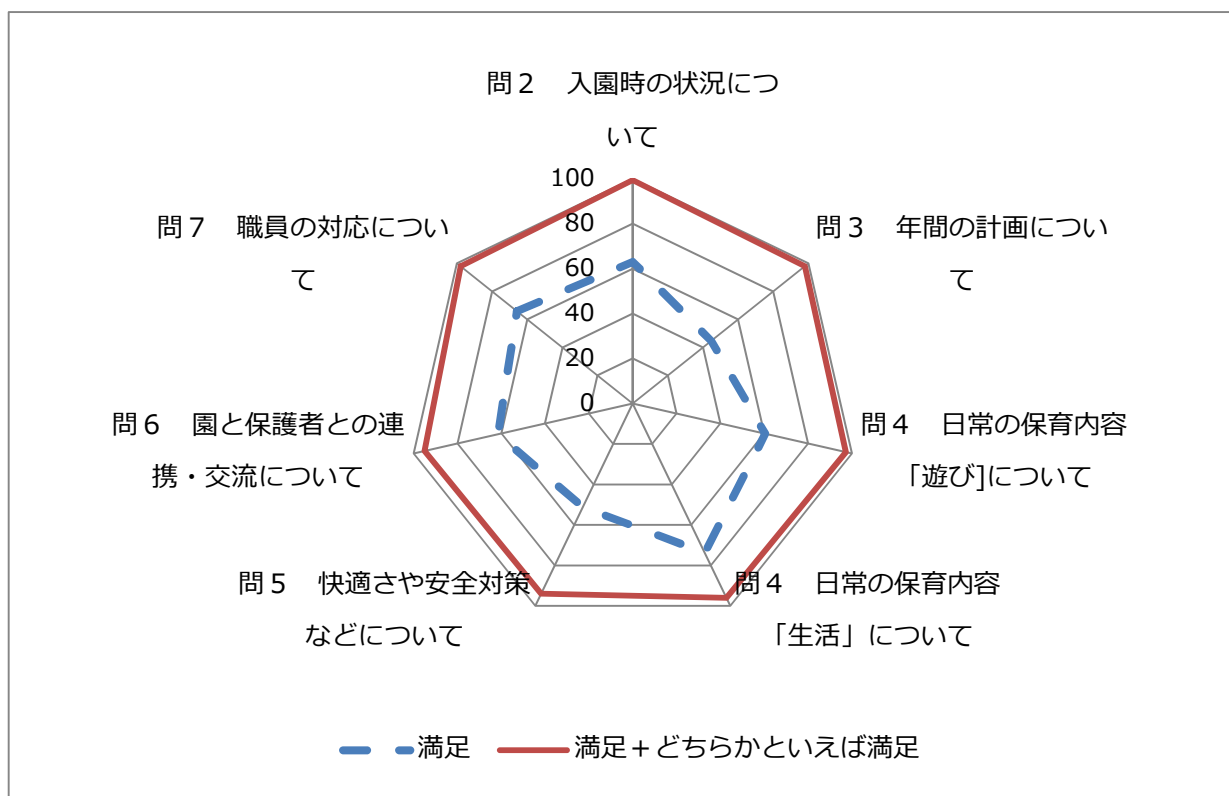 問２　入園時の状況につ
いて
100
80
60
40
20
0
問３　年間の計画につい
て
問４　日常の保育内容
「遊び]について
問４　日常の保育内容
「生活」について
問５　快適さや安全対策
などについて
問６　園と保護者との連
携・交流について
問７　職員の対応につい
て
満足
満足＋どちらかといえば満足